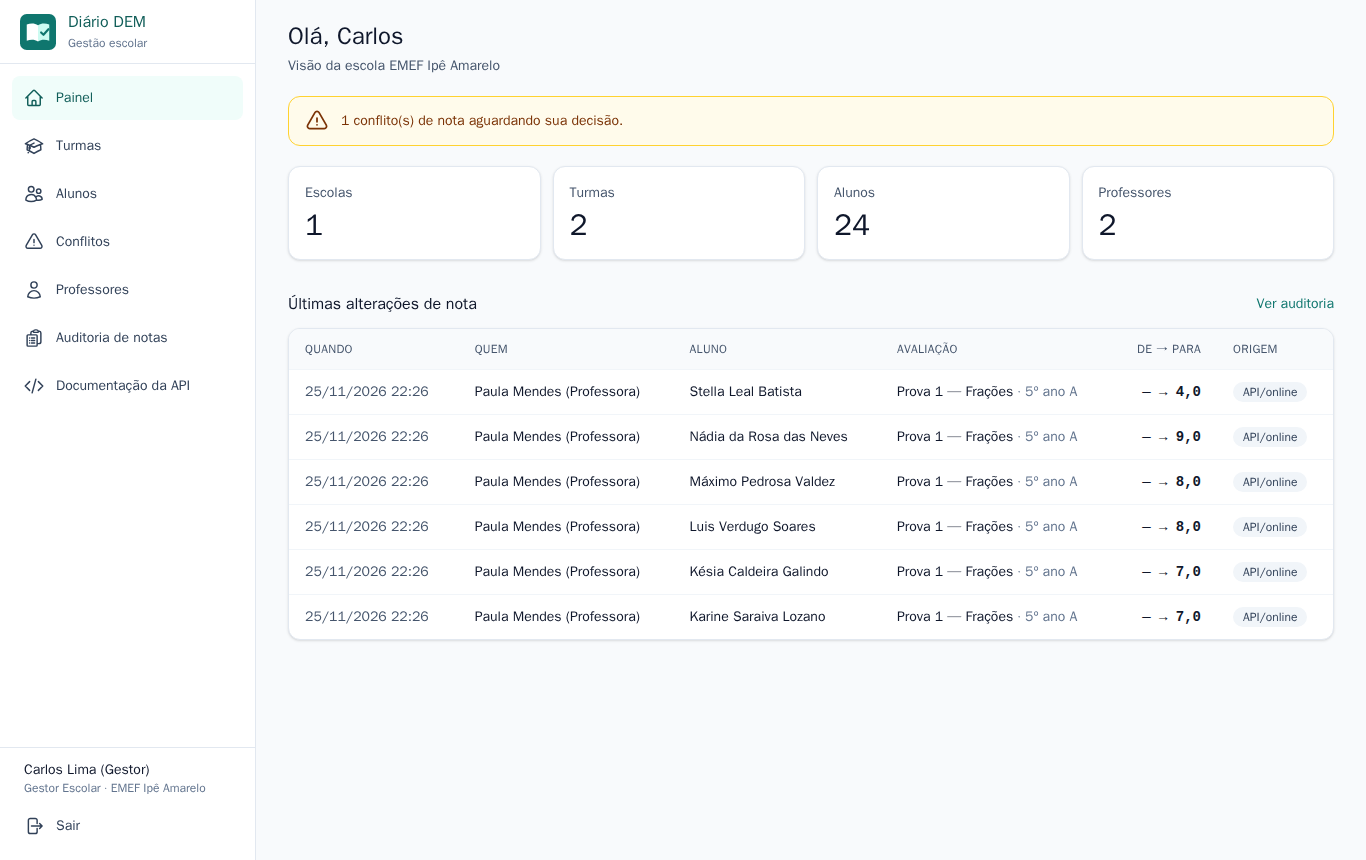 Diário DEM
Gestão escolar
Painel
Turmas
Alunos
Conflitos
Professores
Auditoria de notas
Documentação da API
Carlos Lima (Gestor)
Gestor Escolar · EMEF Ipê Amarelo
Sair
Olá, Carlos
Visão da escola EMEF Ipê Amarelo
1 conflito(s) de nota aguardando sua decisão.
Escolas Turmas Alunos Professores
1 2 24 2
Últimas alterações de nota Ver auditoria
QUANDO QUEM ALUNO AVALIAÇÃO DE → PARA ORIGEM
25/11/2026 22:26 Paula Mendes (Professora) Stella Leal Batista Prova 1 — Frações · 5º ano A — → 4,0 API/online
25/11/2026 22:26 Paula Mendes (Professora) Nádia da Rosa das Neves Prova 1 — Frações · 5º ano A — → 9,0 API/online
25/11/2026 22:26 Paula Mendes (Professora) Máximo Pedrosa Valdez Prova 1 — Frações · 5º ano A — → 8,0 API/online
25/11/2026 22:26 Paula Mendes (Professora) Luis Verdugo Soares Prova 1 — Frações · 5º ano A — → 8,0 API/online
25/11/2026 22:26 Paula Mendes (Professora) Késia Caldeira Galindo Prova 1 — Frações · 5º ano A — → 7,0 API/online
25/11/2026 22:26 Paula Mendes (Professora) Karine Saraiva Lozano Prova 1 — Frações · 5º ano A — → 7,0 API/online